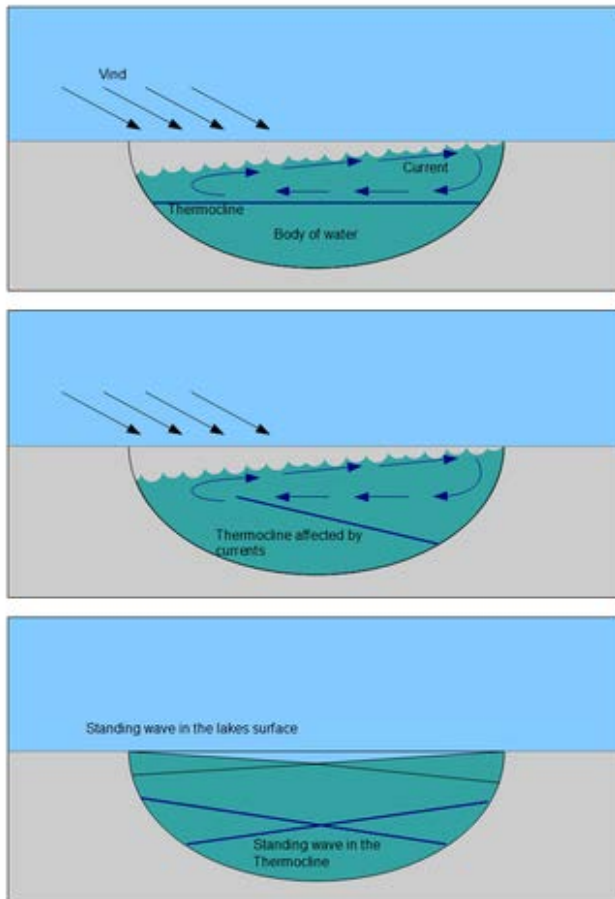 Vind
Current
Thermocline
Body of water
Thermocline affected by
currents
Standing wave in the lakes surface
Standing wave in the
Thermocline